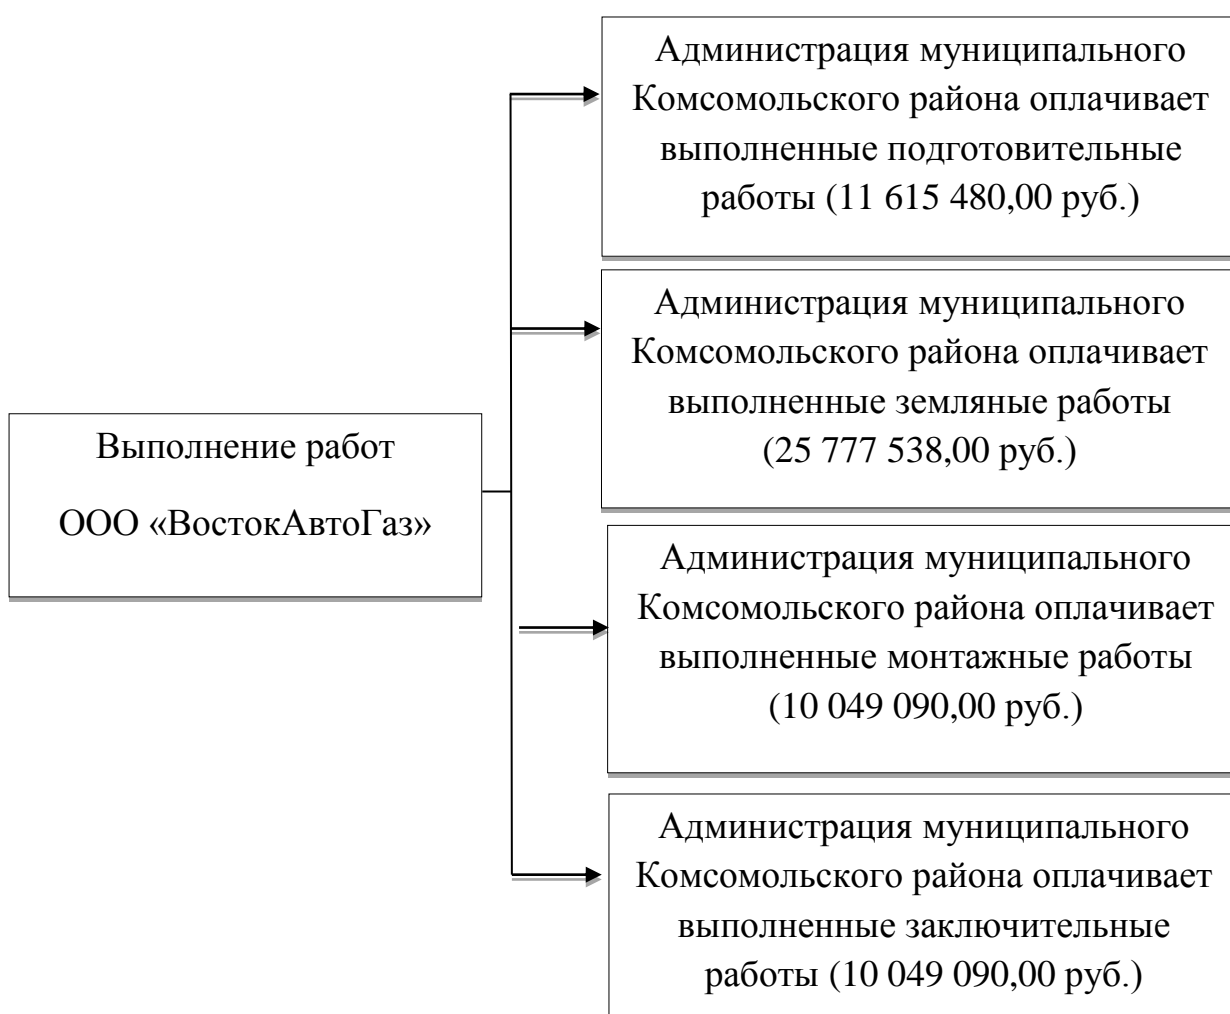 Администрация муниципального
Комсомольского района оплачивает
выполненные подготовительные
работы (11 615 480,00 руб.)
Администрация муниципального
Комсомольского района оплачивает
выполненные земляные работы
(25 777 538,00 руб.)
Выполнение работ
ООО «ВостокАвтоГаз»
Администрация муниципального
Комсомольского района оплачивает
выполненные монтажные работы
(10 049 090,00 руб.)
Администрация муниципального
Комсомольского района оплачивает
выполненные заключительные
работы (10 049 090,00 руб.)